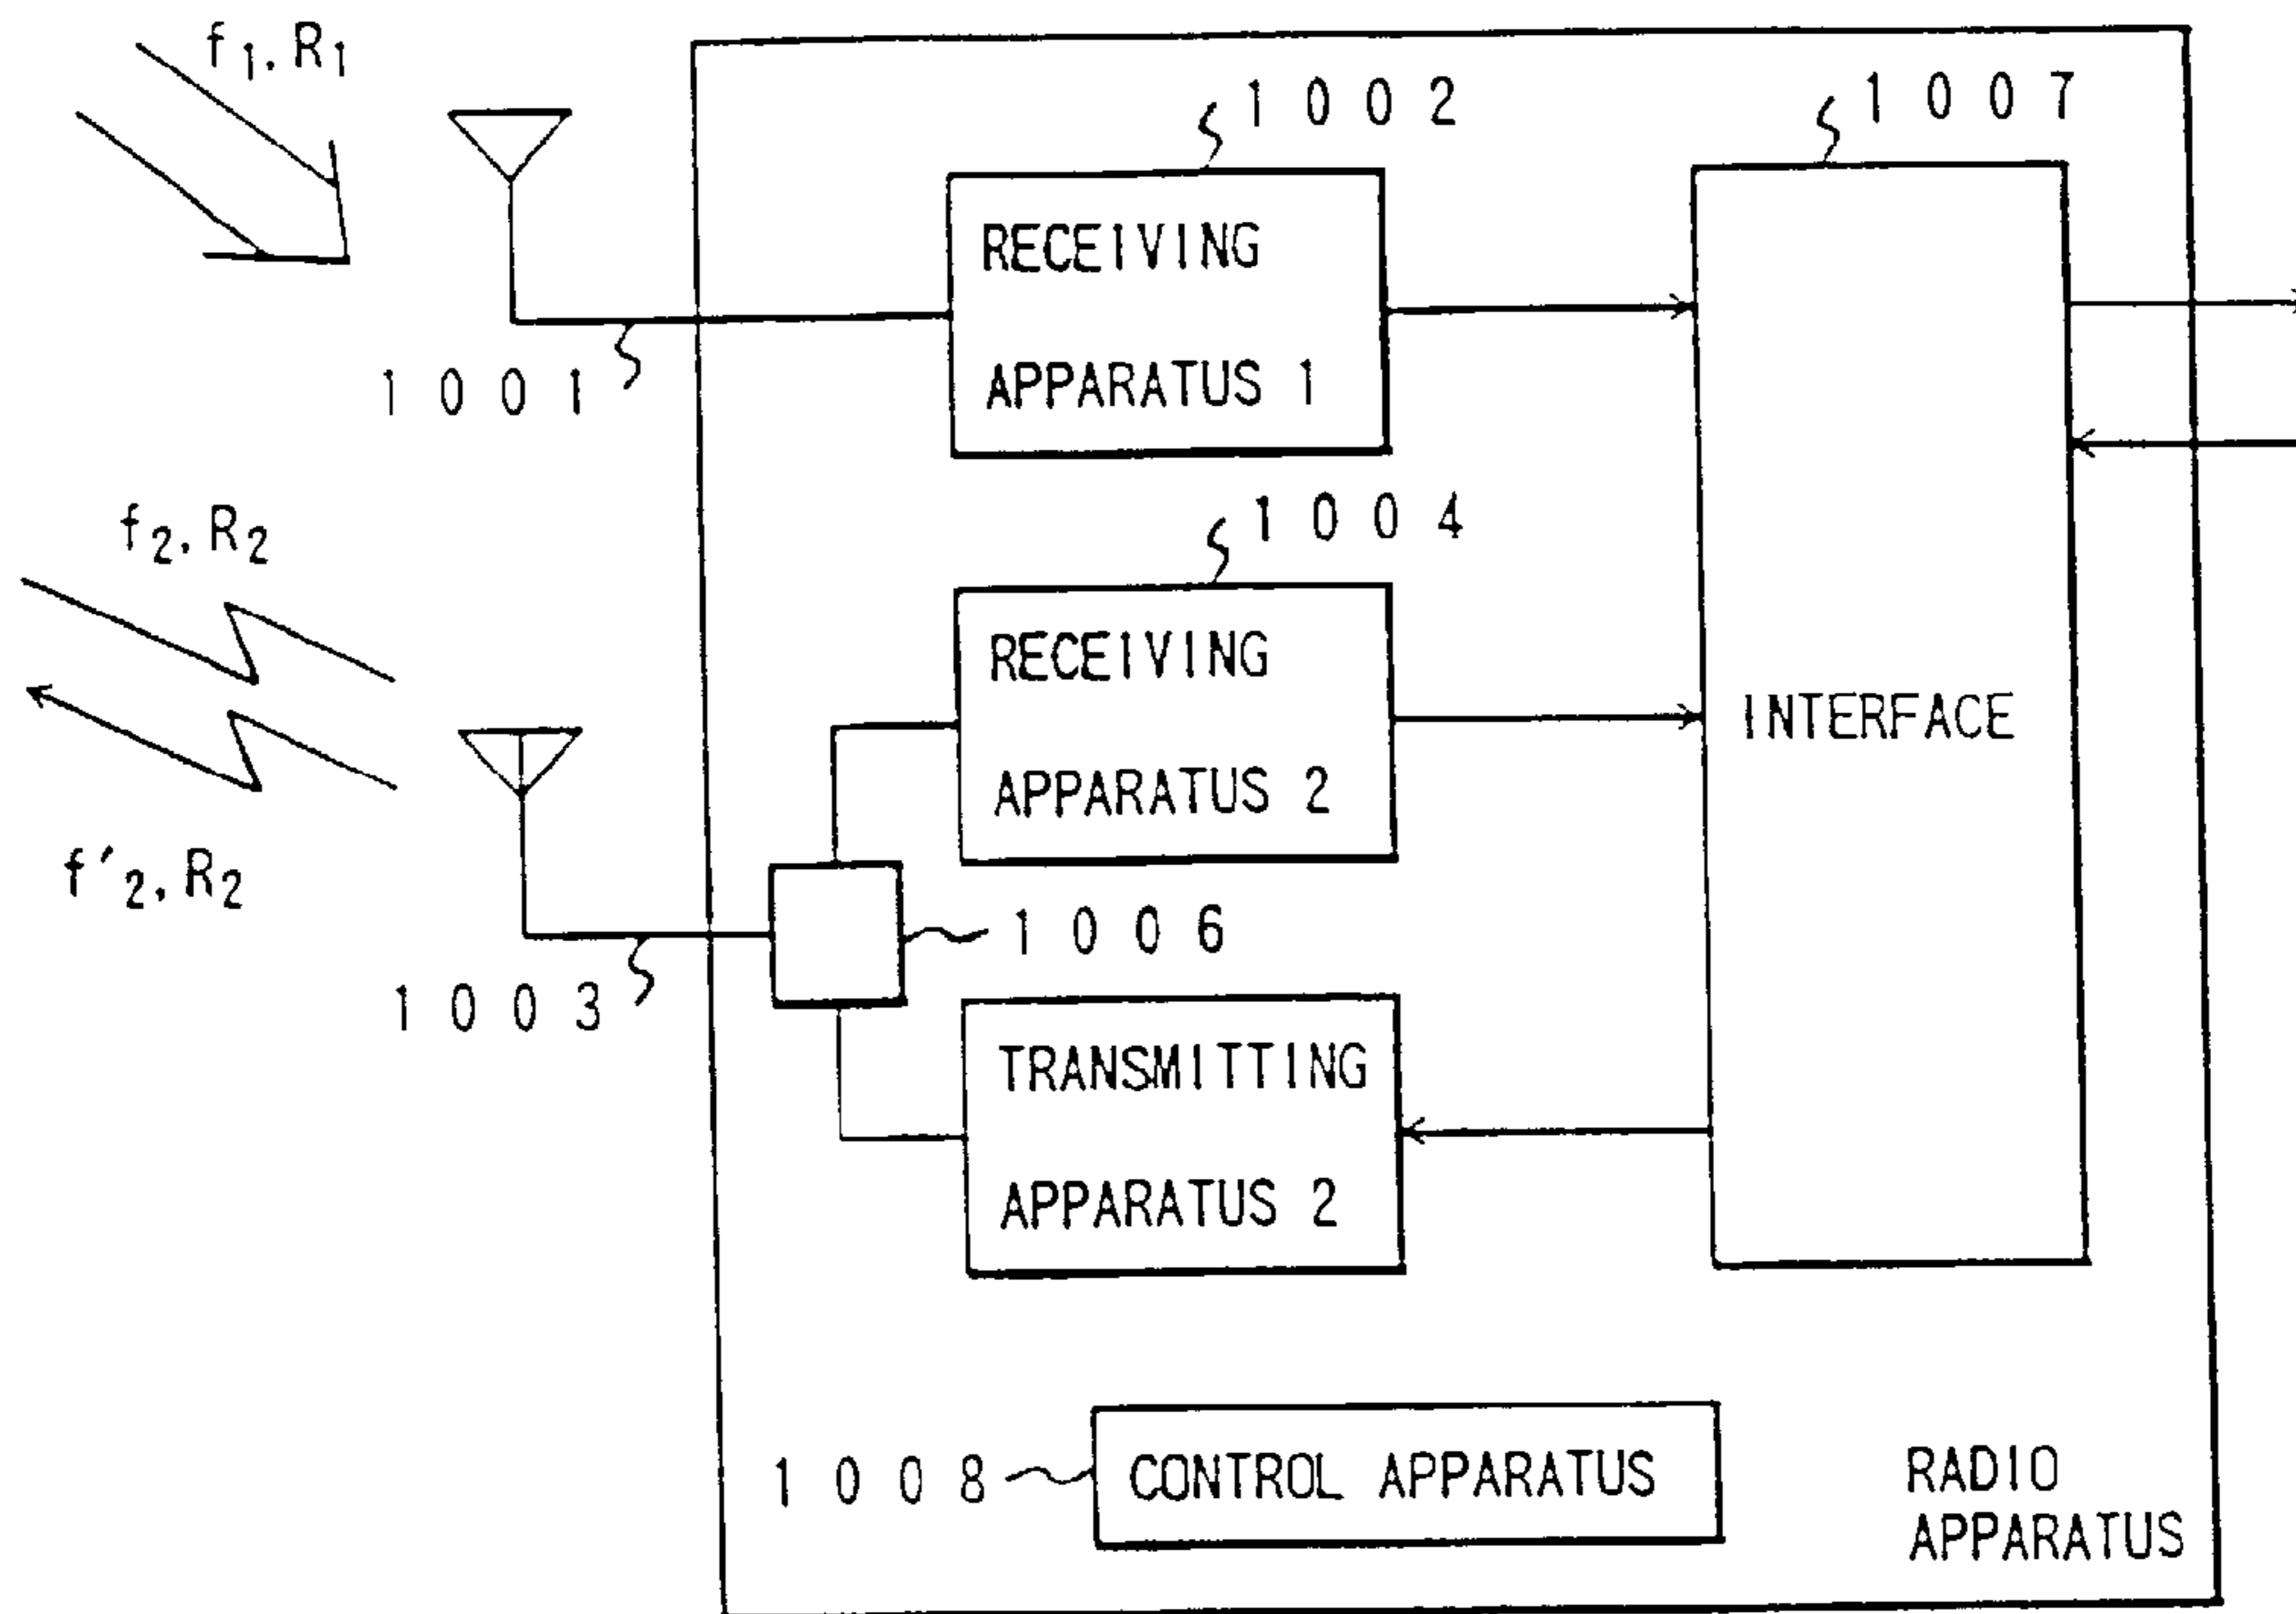 f1, R1
1002
1007
RECEIVING
APPARATUS 1
1001
1004
f2, R2
RECEIVING
APPARATUS 2
INTERFACE
f'2, R2
1006
1003
TRANSMITTING
APPARATUS 2
1008
CONTROL APPARATUS
RADIO
APPARATUS